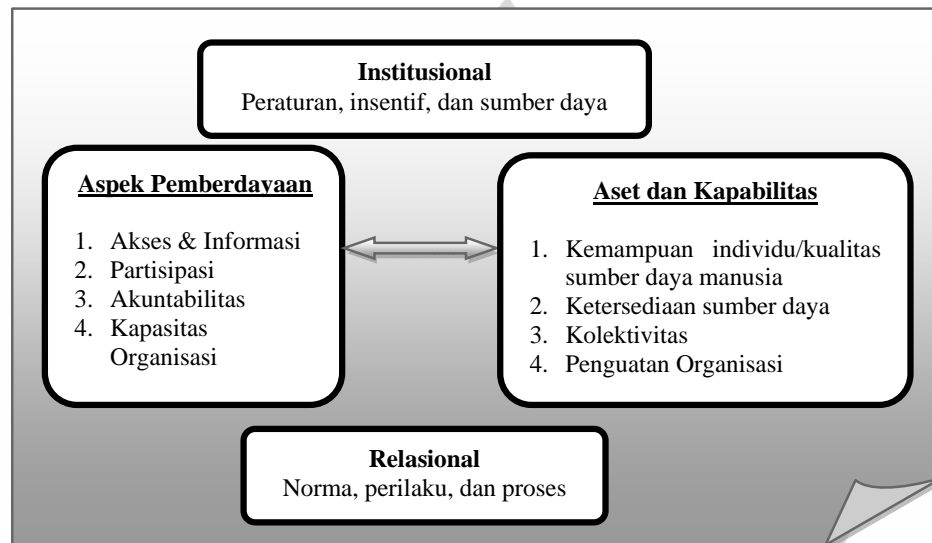 Institusional
Peraturan, insentif, dan sumber daya
Aspek Pemberdayaan
1. Akses & Informasi
2. Partisipasi
3. Akuntabilitas
4. Kapasitas
Organisasi
Aset dan Kapabilitas
1. Kemampuan individu/kualitas
sumber daya manusia
2. Ketersediaan sumber daya
3. Kolektivitas
4. Penguatan Organisasi
Relasional
Norma, perilaku, dan proses